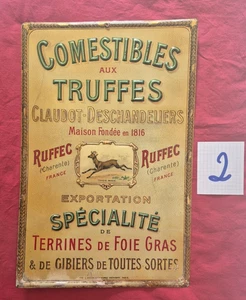 COMESTIBLES
AUX
TRUFFES
CLAUDOT-DESCHANDELIERS
Maison Fondée en 1816
RUFFEC
(Charente)
FRANCE
RUFFEC
(Charente)
FRANCE
EXPORTATION
SPÉCIALITÉ
DE
TERRINES DE FOIE GRAS
& DE GIBIERS DE TOUTES SORTES
2